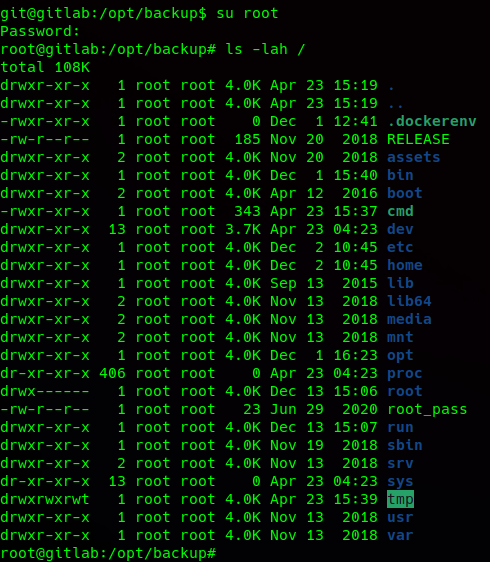 git@gitlab:/opt/backup$ su root
Password:
root@gitlab:/opt/backup# ls -lah /
total 108K
drwxr-xr-x   1 root root 4.0K Apr 23 15:19 .
drwxr-xr-x   1 root root 4.0K Apr 23 15:19 ..
-rwxr-xr-x   1 root root    0 Dec  1 12:41 .dockerenv
-rw-r--r--   1 root root  185 Nov 20  2018 RELEASE
drwxr-xr-x   2 root root 4.0K Nov 20  2018 assets
drwxr-xr-x   1 root root 4.0K Dec  1 15:40 bin
drwxr-xr-x   2 root root 4.0K Apr 12  2016 boot
-rwxr-xr-x   1 root root  343 Apr 23 15:37 cmd
drwxr-xr-x  13 root root 3.7K Apr 23 04:23 dev
drwxr-xr-x   1 root root 4.0K Dec  2 10:45 etc
drwxr-xr-x   1 root root 4.0K Dec  2 10:45 home
drwxr-xr-x   1 root root 4.0K Sep 13  2015 lib
drwxr-xr-x   2 root root 4.0K Nov 13  2018 lib64
drwxr-xr-x   2 root root 4.0K Nov 13  2018 media
drwxr-xr-x   2 root root 4.0K Nov 13  2018 mnt
drwxr-xr-x   1 root root 4.0K Dec  1 16:23 opt
dr-xr-xr-x 406 root root    0 Apr 23 04:23 proc
drwx------   1 root root 4.0K Dec 13 15:06 root
-rw-r--r--   1 root root   23 Jun 29  2020 root_pass
drwxr-xr-x   1 root root 4.0K Dec 13 15:07 run
drwxr-xr-x   1 root root 4.0K Nov 19  2018 sbin
drwxr-xr-x   2 root root 4.0K Nov 13  2018 srv
dr-xr-xr-x  13 root root    0 Apr 23 04:23 sys
drwxrwxrwt   1 root root 4.0K Apr 23 15:39 tmp
drwxr-xr-x   1 root root 4.0K Nov 13  2018 usr
drwxr-xr-x   1 root root 4.0K Nov 13  2018 var
root@gitlab:/opt/backup#